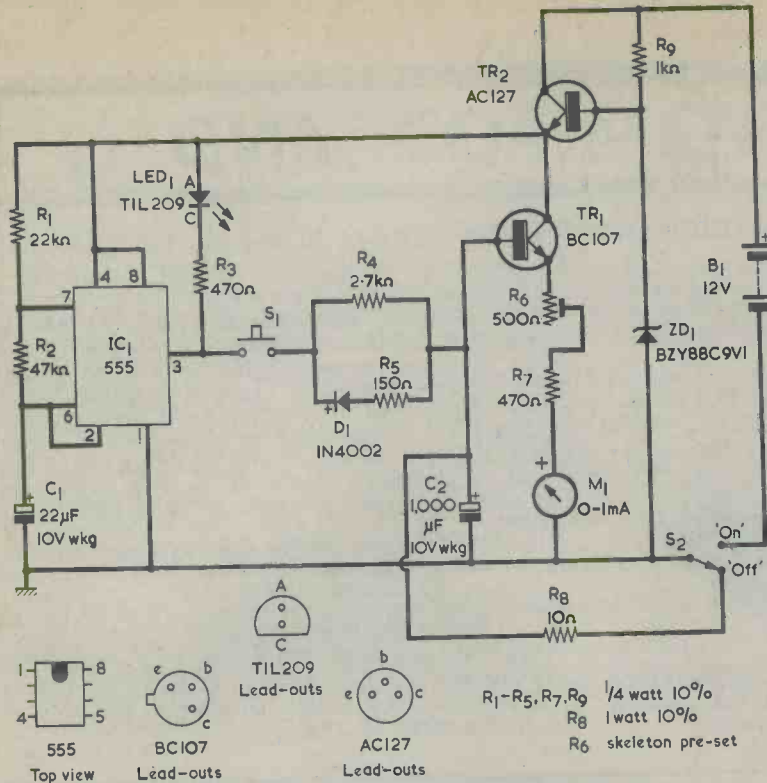 R9
1kΩ
TR2
AC127
LED1
TIL209
A
C
R1
22kΩ
R3
470Ω
TR1
BC107
R4
2·7kΩ
B1
12V
4
8
7
IC1
555
3
S1
R6
500Ω
R2
47kΩ
R5
150Ω
ZD1
BZY88C9V1
6
2
1
+
D1
1N4002
R7
470Ω
+
+
C1
22µF
10V wkg
+
C2
1,000
µF
10V wkg
+
M1
0-1mA
S2
'On'
'Off'
R8
10Ω
A
C
TIL209
Lead-outs
1
8
4
5
555
Top view
e
b
c
BC107
Lead-outs
b
e
c
AC127
Lead-outs
R1-R5, R7, R9 1/4 watt 10%
R8 1 watt 10%
R6 skeleton pre-set